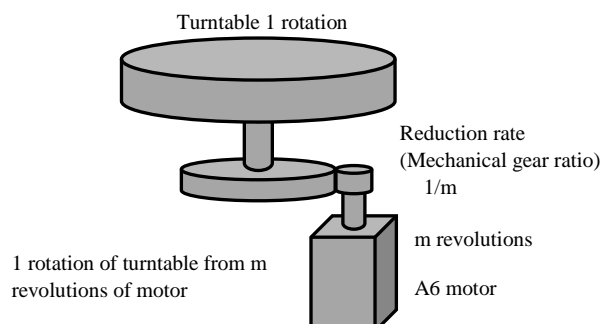 Turntable 1 rotation
Reduction rate
(Mechanical gear ratio)
1/m
m revolutions
1 rotation of turntable from m
revolutions of motor
A6 motor